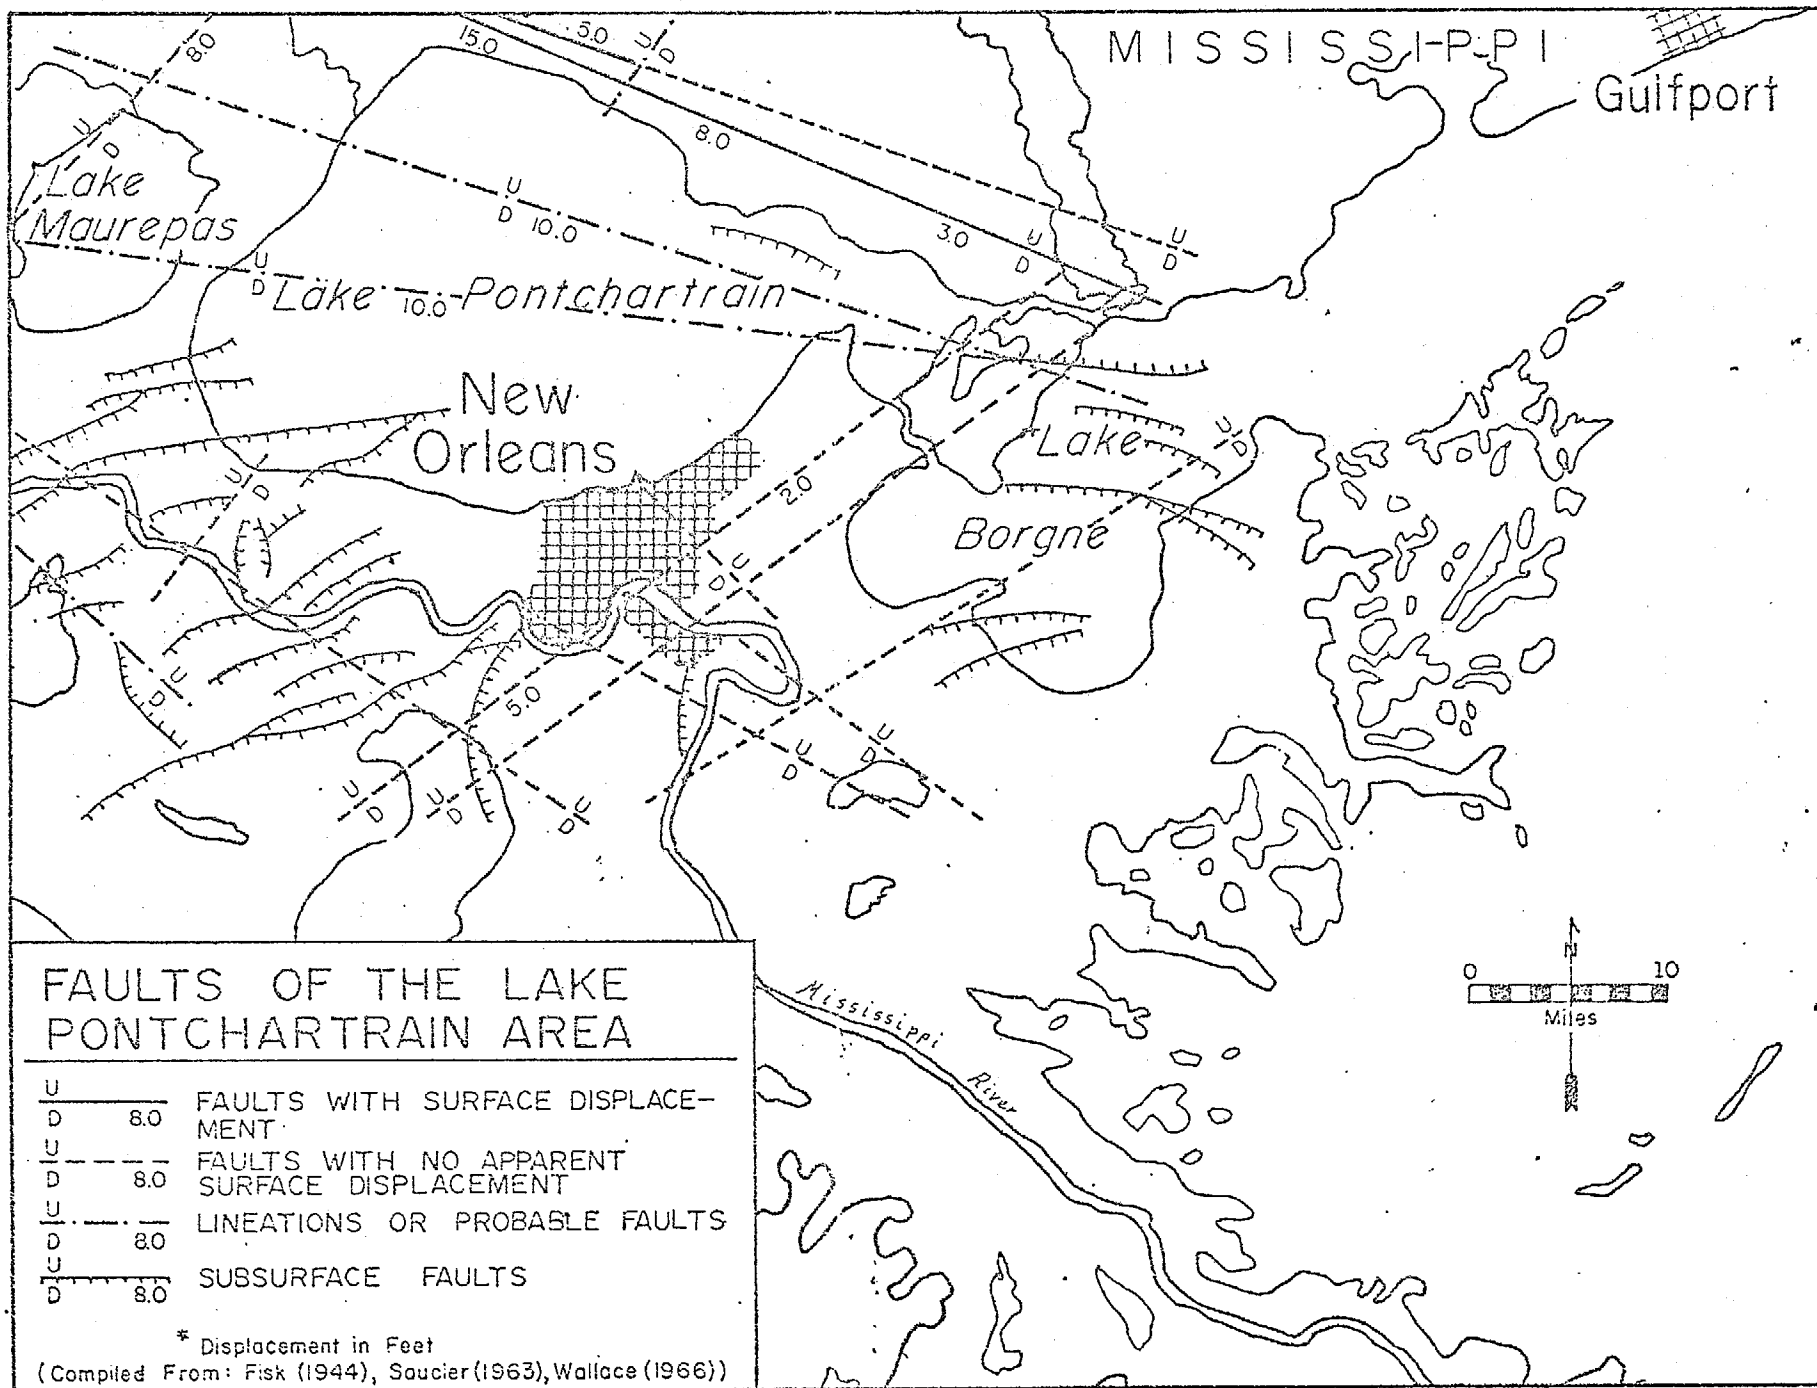 MISSISSIPPI
Gulfport
8.0
U
D
15.0
5.0
U
D
8.0
3.0
U
D
U
D
U
D
Lake
Maurepas
U
D
10.0
U
D
Lake
10.0
Pontchartrain
New
Orleans
Lake
Borgne
U
D
2.0
U
D
D
U
D
U
5.0
U
D
U
D
U
D
U
D
U
D
Mississippi
River
0
10
N
Miles
FAULTS OF THE LAKE
PONTCHARTRAIN AREA
U
D 8.0
FAULTS WITH SURFACE DISPLACE-
MENT
U
D 8.0
FAULTS WITH NO APPARENT
SURFACE DISPLACEMENT
U
D 8.0
LINEATIONS OR PROBABLE FAULTS
U
D 8.0
SUBSURFACE FAULTS
* Displacement in Feet
(Compiled From: Fisk (1944), Saucier (1963), Wallace (1966))